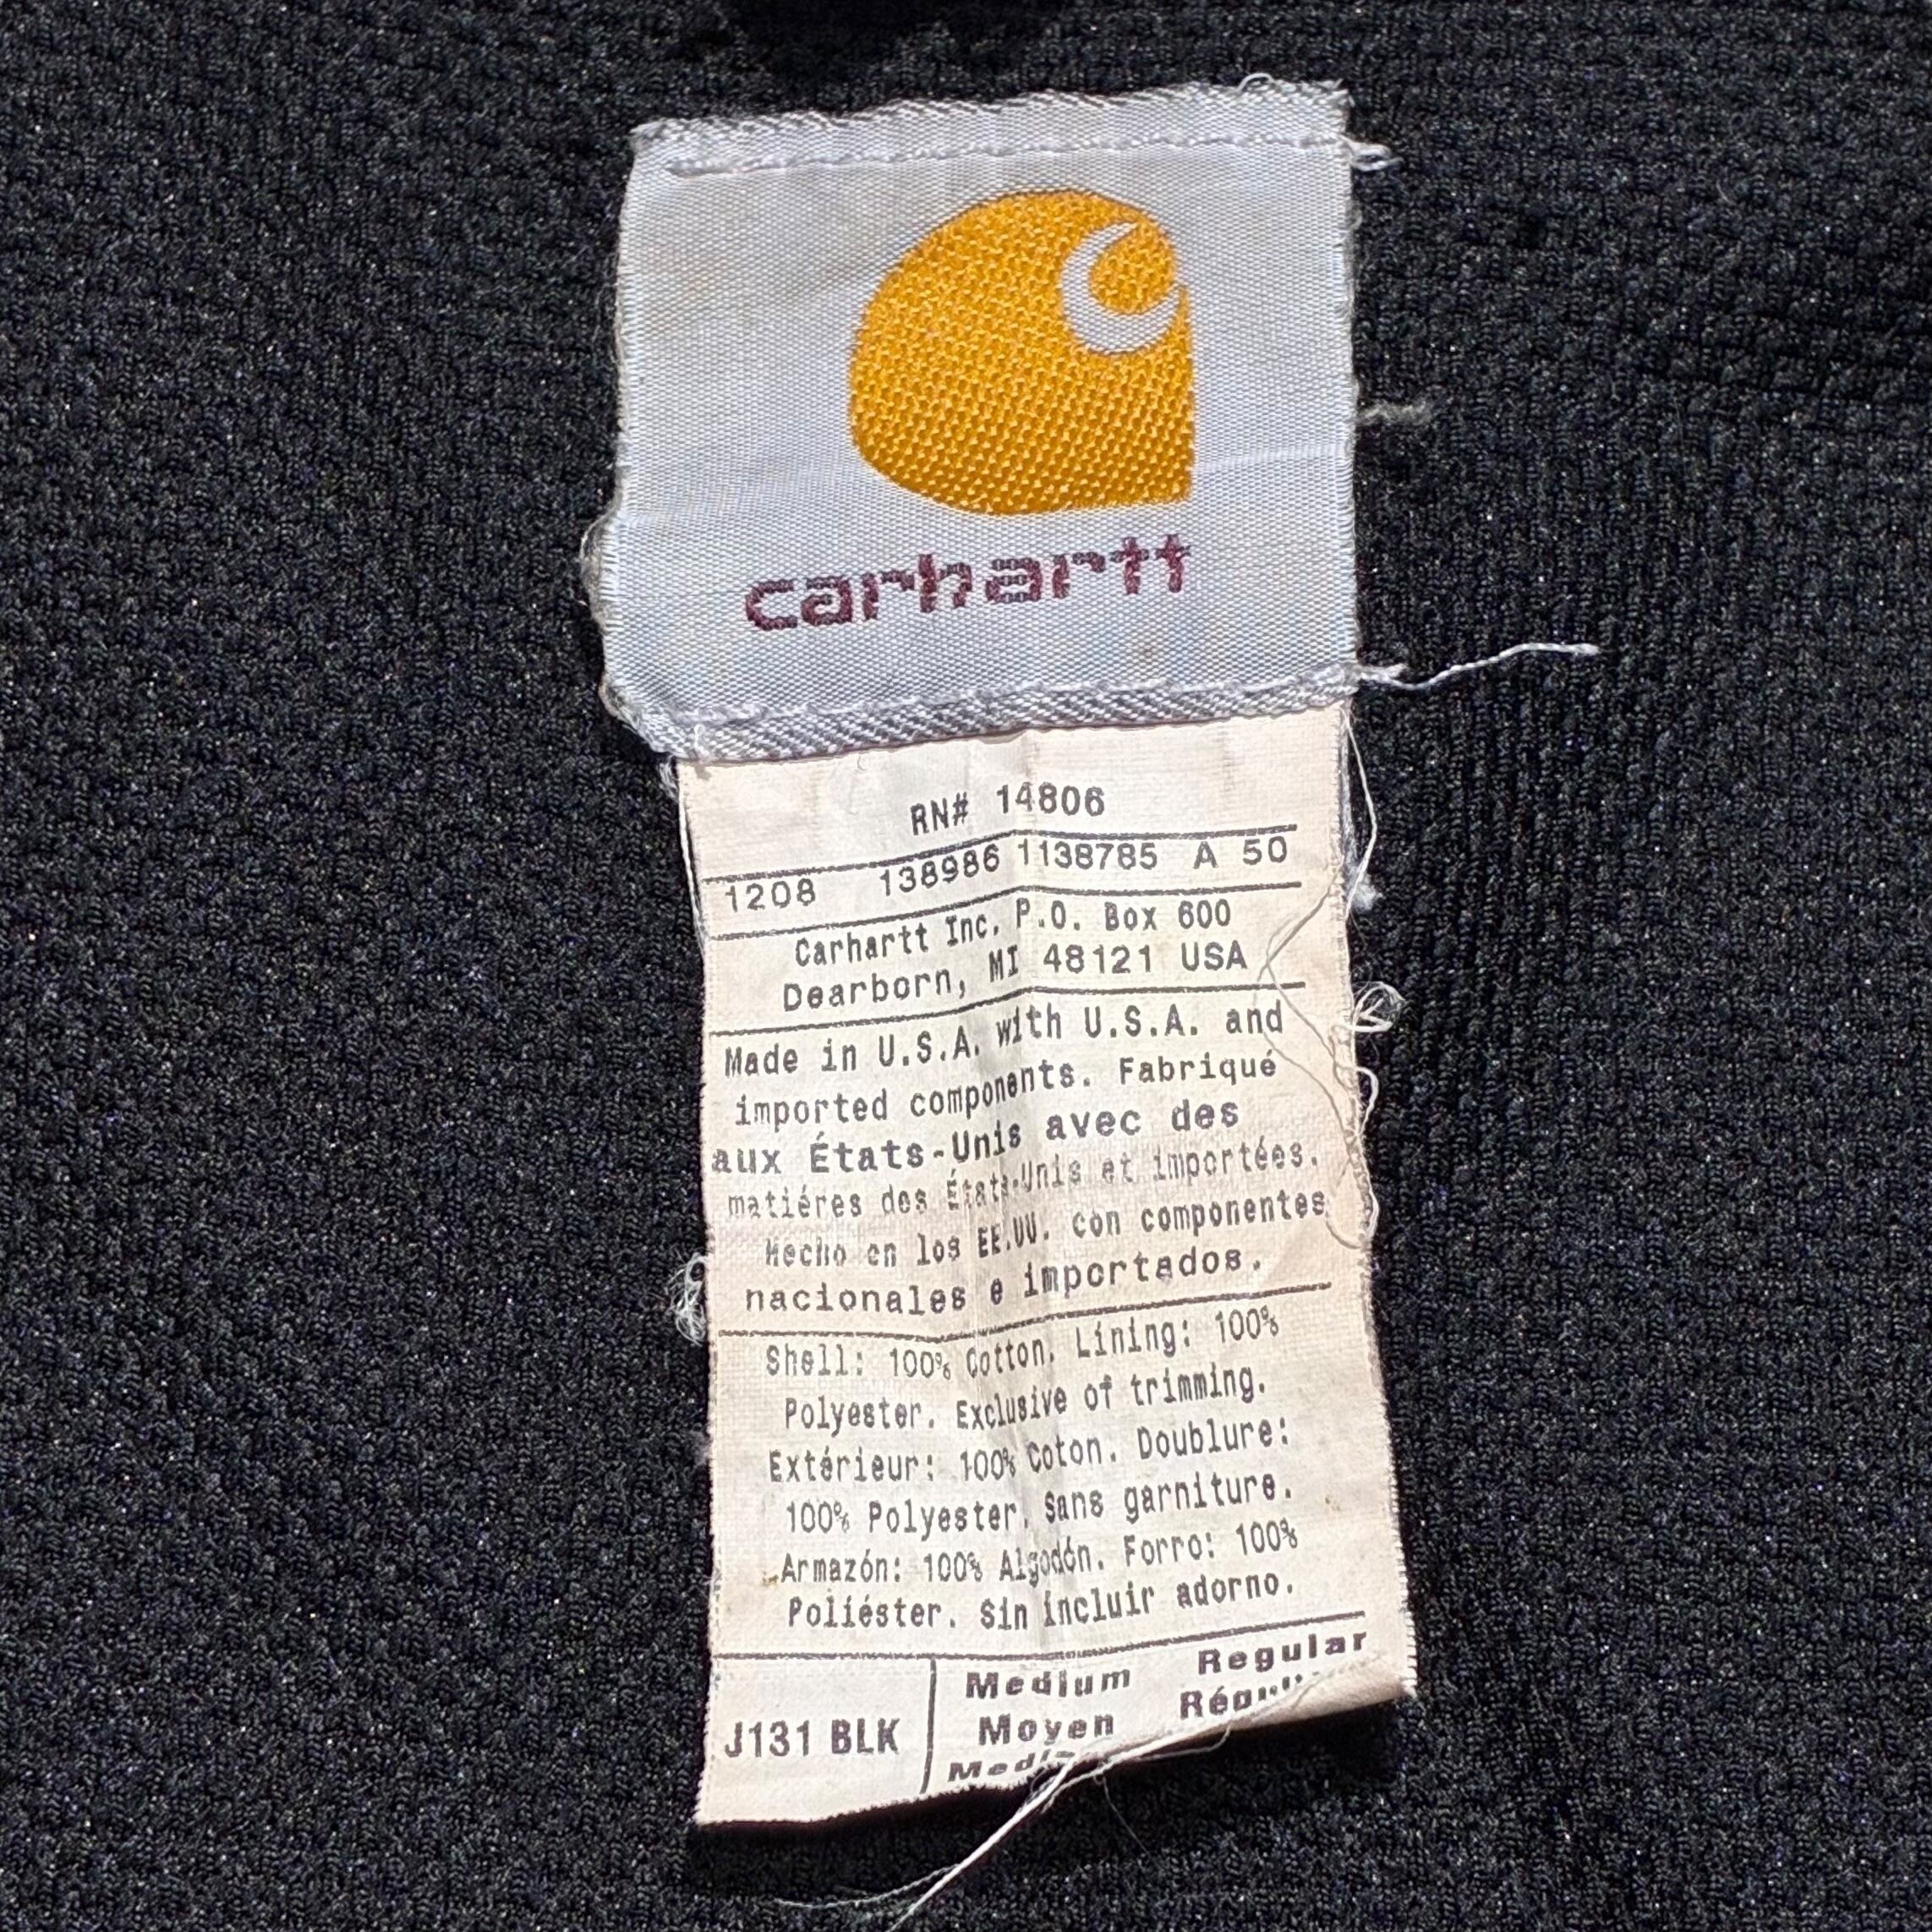 carhartt
RN# 14806
1208 138986 1138785 A 50
Carhartt Inc. P.O. Box 600
Dearborn, MI 48121 USA
Made in U.S.A. with U.S.A. and
imported components. Fabriqué
aux États-Unis avec des
matiéres des États-Unis et importées.
Hecho en los EE.UU. con componentes
nacionales e importados.
Shell: 100% Cotton. Lining: 100%
Polyester. Exclusive of trimming.
Extérieur: 100% Coton. Doublure:
100% Polyester. Sans garniture.
Armazón: 100% Algodón. Forro: 100%
Poliéster. Sin incluir adorno.
J131 BLK
Medium Regular
Moyen